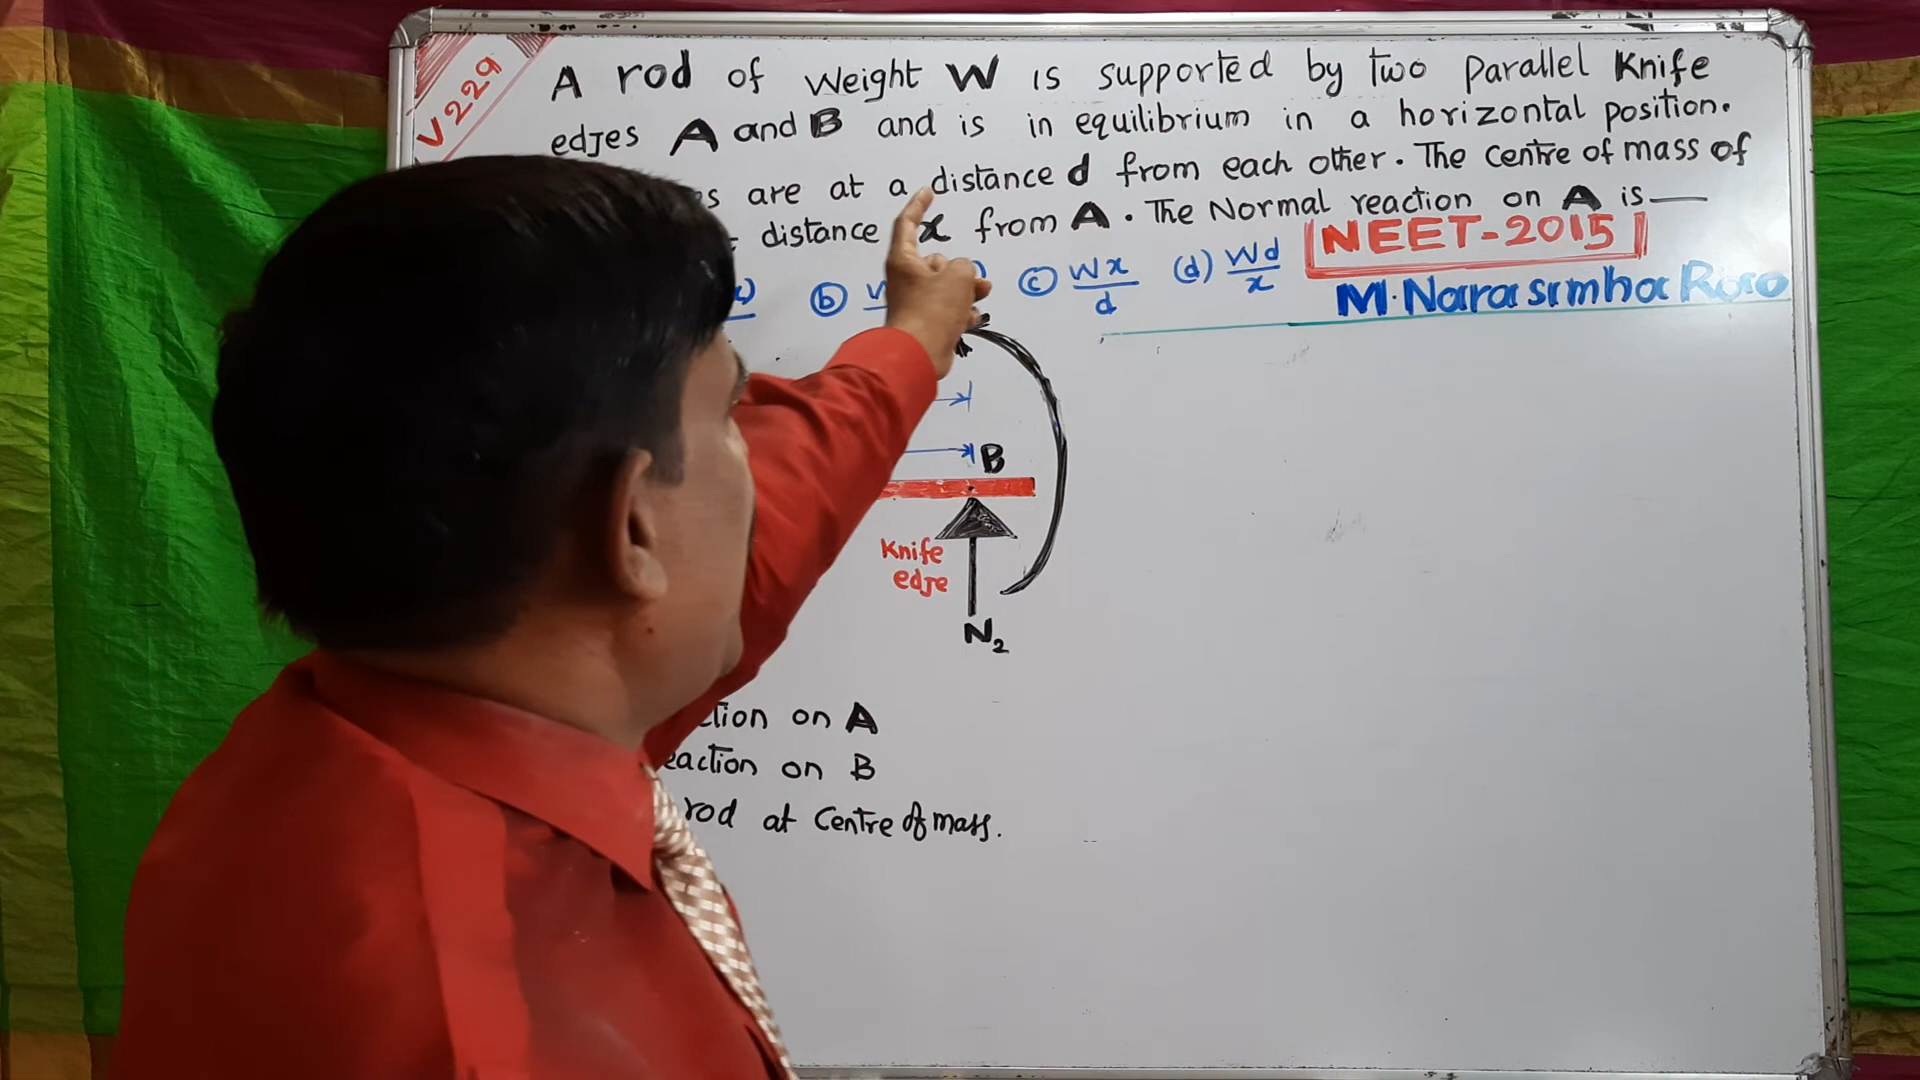 V229
A rod of weight W is supported by two parallel Knife
edjes A and B and is in equilibrium in a horizontal position.
are at a distance d from each other. The Centre of mass of
distance x from A. The Normal reaction on A is —
NEET-2015
(b) (c) Wx/d (d) Wd/x
M. Narasimha Rao
B
Knife
edje
N₂
on A
on B
rod at Centre of mass.